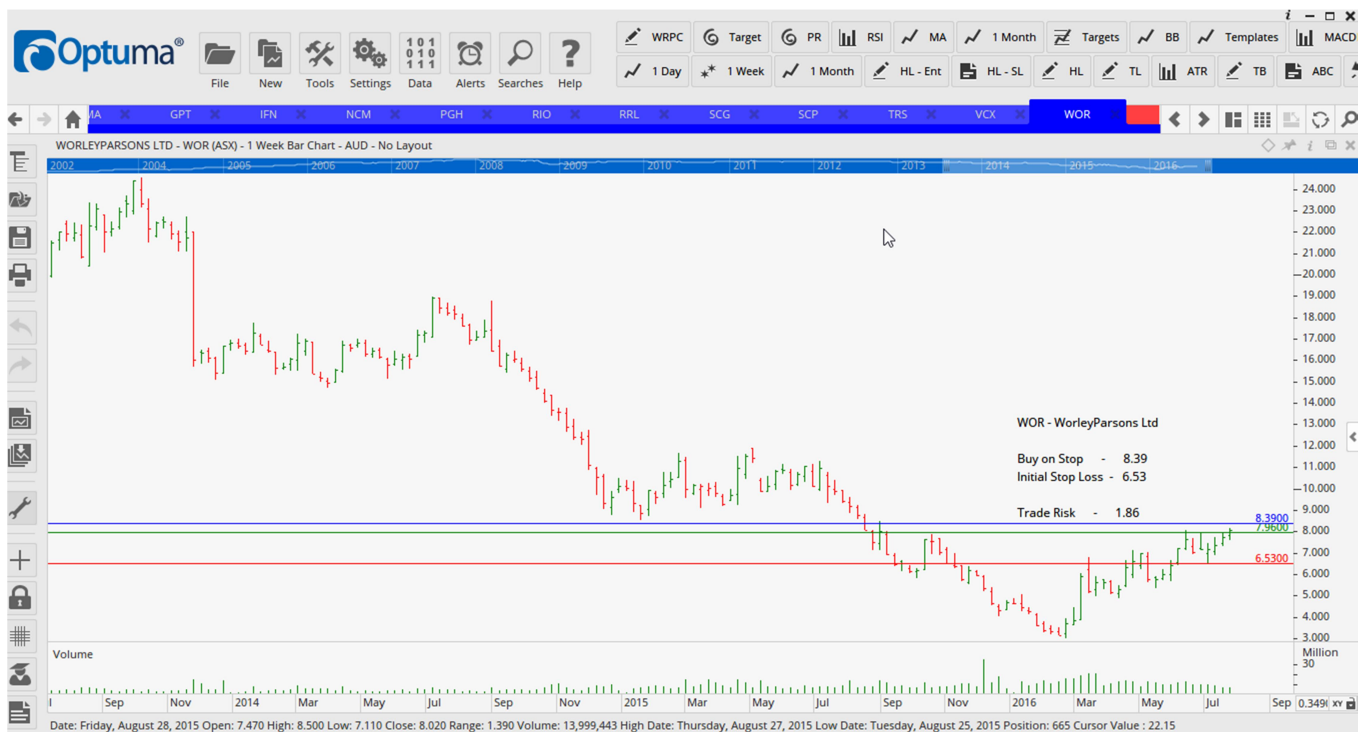 i
Optuma®
File New Tools Settings Data Alerts Searches Help
101
010
111
WRPC Target PR RSI MA 1 Month Targets BB Templates MACD
1 Day 1 Week 1 Month HL - Ent HL - SL HL TL ATR TB ABC
MA GPT IFN NCM PGH RIO RRL SCG SCP TRS VCX WOR
WORLEYPARSONS LTD - WOR (ASX) - 1 Week Bar Chart - AUD - No Layout
2002 2004 2005 2006 2007 2008 2009 2010 2011 2012 2013 2014 2015 2016
24.000
23.000
22.000
21.000
20.000
19.000
18.000
17.000
16.000
15.000
14.000
13.000
12.000
11.000
10.000
9.000
8.000
7.000
6.000
5.000
4.000
3.000
WOR - WorleyParsons Ltd
Buy on Stop - 8.39
Initial Stop Loss - 6.53
Trade Risk - 1.86
8.3900
7.9600
6.5300
Volume
Million
30
Sep Nov 2014 Mar May Jul Sep Nov 2015 Mar May Jul Sep Nov 2016 Mar May Jul Sep 0.349 XY
Date: Friday, August 28, 2015 Open: 7.470 High: 8.500 Low: 7.110 Close: 8.020 Range: 1.390 Volume: 13,999,443 High Date: Thursday, August 27, 2015 Low Date: Tuesday, August 25, 2015 Position: 665 Cursor Value : 22.15